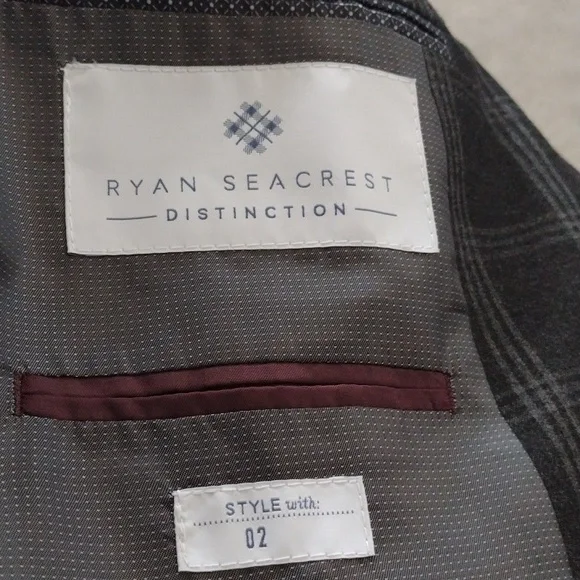 RYAN SEACREST
DISTINCTION
STYLE with:
02